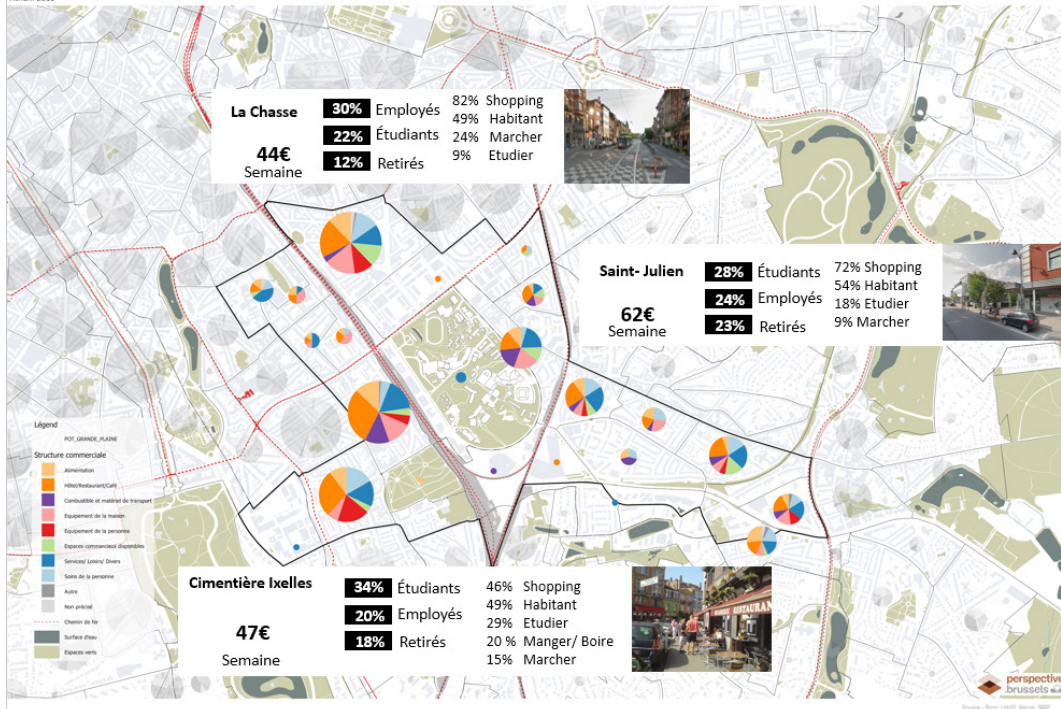 La Chasse
44€
Semaine
30% Employés
22% Étudiants
12% Retirés
82% Shopping
49% Habitant
24% Marcher
9% Etudier
Saint- Julien
62€
Semaine
28% Étudiants
24% Employés
23% Retirés
72% Shopping
54% Habitant
18% Etudier
9% Marcher
Légend
POT_GRANDE_PLAINE
Structure commerciale
Alimentation
Hôtel/Restaurant/Café
Combustible et matériel de transport
Équipement de la maison
Équipement de la personne
Espaces commerciaux disponibles
Services/ Loisirs/ Divers
Soins de la personne
Autre
Non précisé
Chemin de fer
Surface d'eau
Espaces verts
Cimentière Ixelles
47€
Semaine
34% Étudiants
20% Employés
18% Retirés
46% Shopping
49% Habitant
29% Etudier
20 % Manger/ Boire
15% Marcher
RESTAURAN
perspective
.brussels